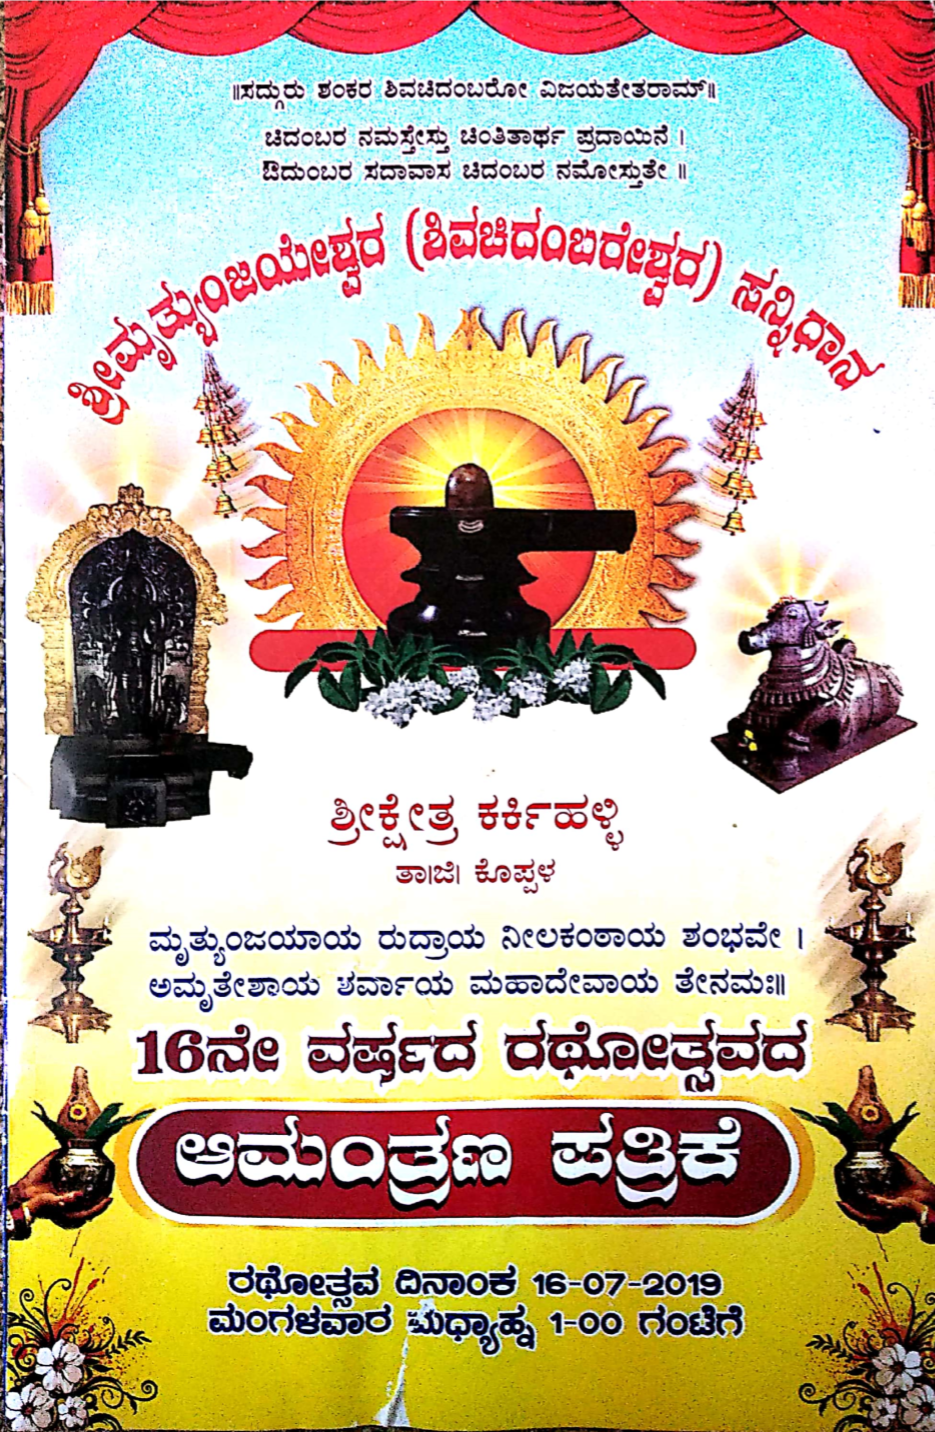 ॥ಸದ್ಗುರು ಶಂಕರ ಶಿವಚಿದಂಬರೋ ವಿಜಯತೇತರಾಮ್॥
ಚಿದಂಬರ ನಮಸ್ತೇಸ್ತು ಚಿಂತಿತಾರ್ಥ ಪ್ರದಾಯಿನೆ ।
ಔದುಂಬರ ಸದಾವಾಸ ಚಿದಂಬರ ನಮೋಸ್ತುತೇ ॥
ಶ್ರೀಮೃತ್ಯುಂಜಯೇಶ್ವರ (ಶಿವಚಿದಂಬರೇಶ್ವರ) ಸನ್ನಿಧಾನ
ಶ್ರೀಕ್ಷೇತ್ರ ಕರ್ಕಿಹಳ್ಳಿ
ತಾ।ಜಿ। ಕೊಪ್ಪಳ
ಮೃತ್ಯುಂಜಯಾಯ ರುದ್ರಾಯ ನೀಲಕಂಠಾಯ ಶಂಭವೇ ।
ಅಮೃತೇಶಾಯ ಶರ್ವಾಯ ಮಹಾದೇವಾಯ ತೇನಮಃ॥
16ನೇ ವರ್ಷದ ರಥೋತ್ಸವದ
ಆಮಂತ್ರಣ ಪತ್ರಿಕೆ
ರಥೋತ್ಸವ ದಿನಾಂಕ 16-07-2019
ಮಂಗಳವಾರ ಮಧ್ಯಾಹ್ನ 1-00 ಗಂಟೆಗೆ